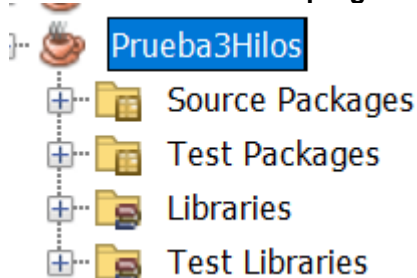 Prueba3Hilos
Source Packages
Test Packages
Libraries
Test Libraries